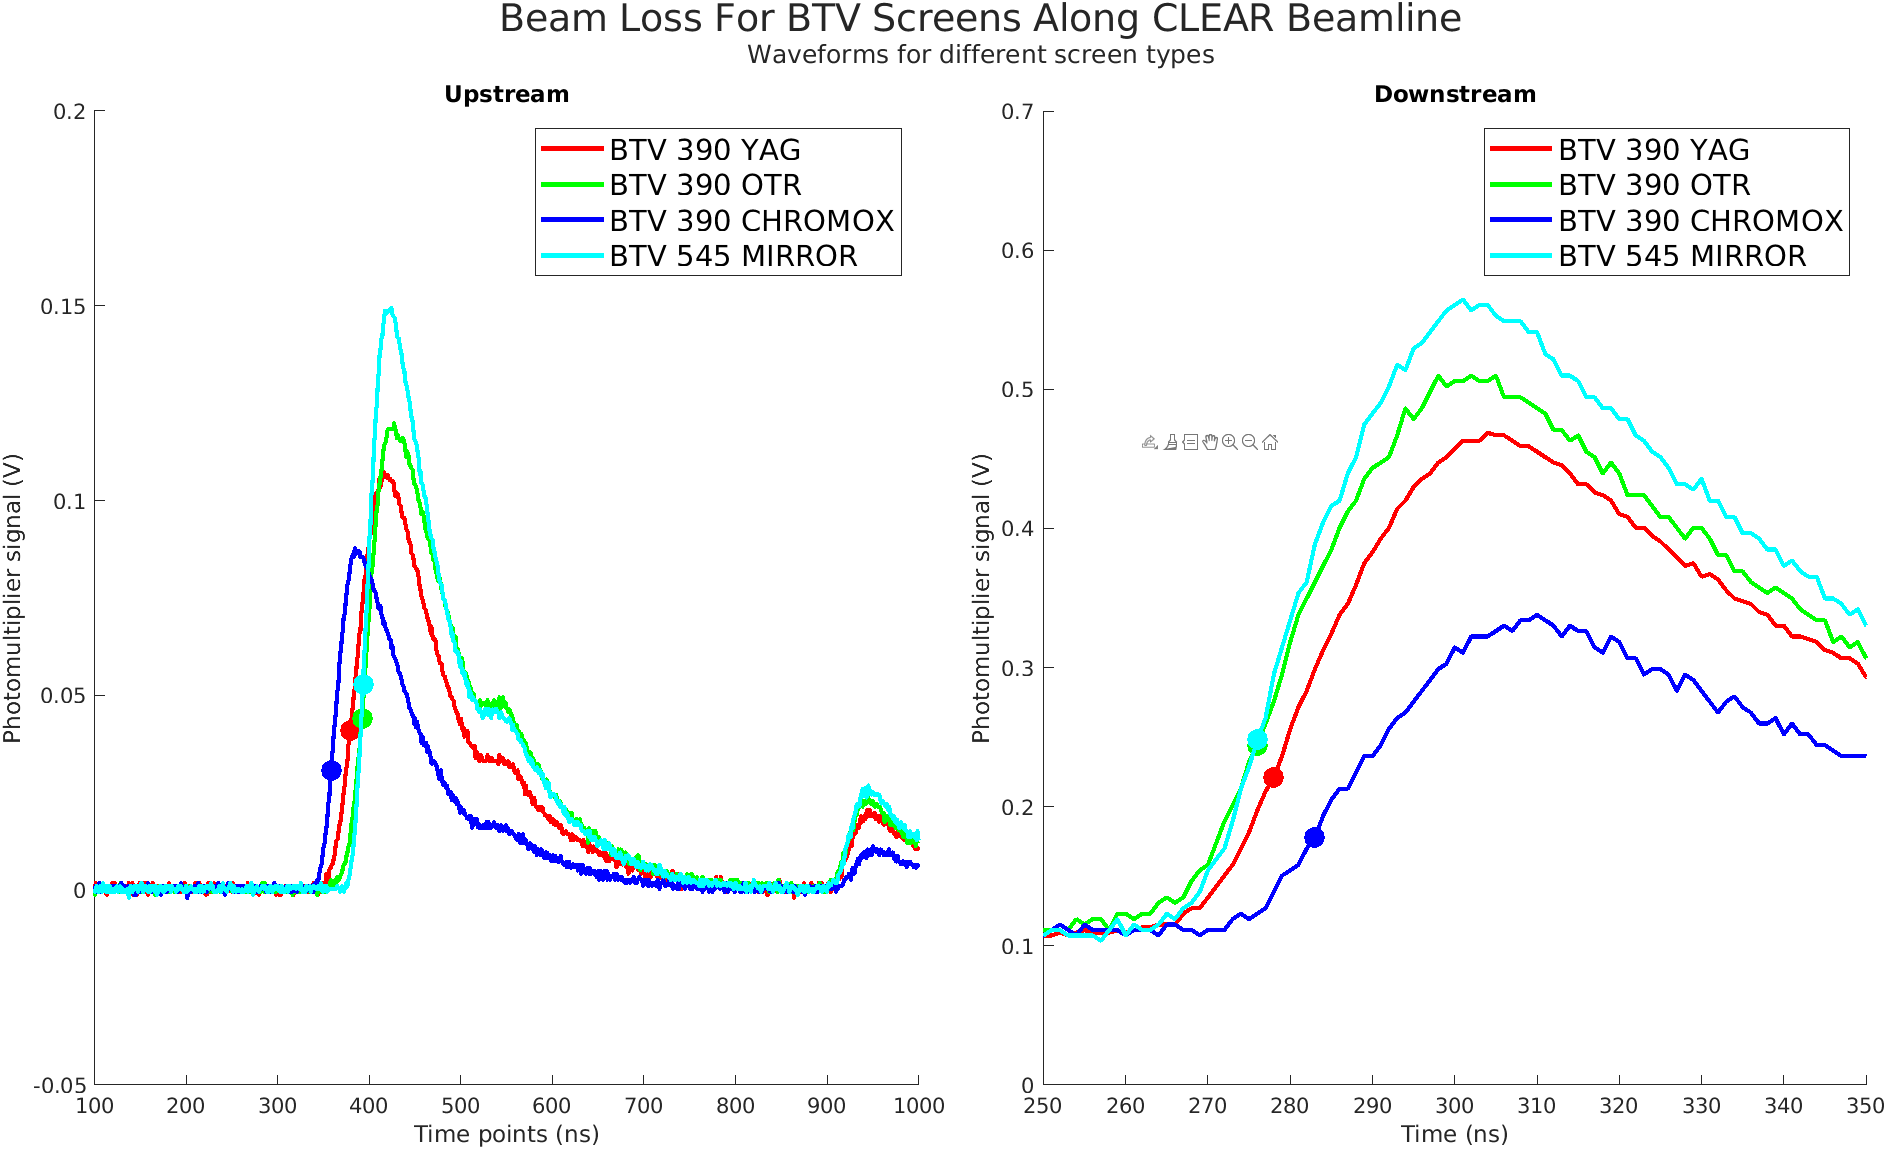 Beam Loss For BTV Screens Along CLEAR Beamline
Waveforms for different screen types
Upstream
0.2
0.15
0.1
0.05
0
-0.05
Photomultiplier signal (V)
BTV 390 YAG
BTV 390 OTR
BTV 390 CHROMOX
BTV 545 MIRROR
100 200 300 400 500 600 700 800 900 1000
Time points (ns)
Downstream
0.7
0.6
0.5
0.4
0.3
0.2
0.1
0
Photomultiplier signal (V)
BTV 390 YAG
BTV 390 OTR
BTV 390 CHROMOX
BTV 545 MIRROR
250 260 270 280 290 300 310 320 330 340 350
Time (ns)